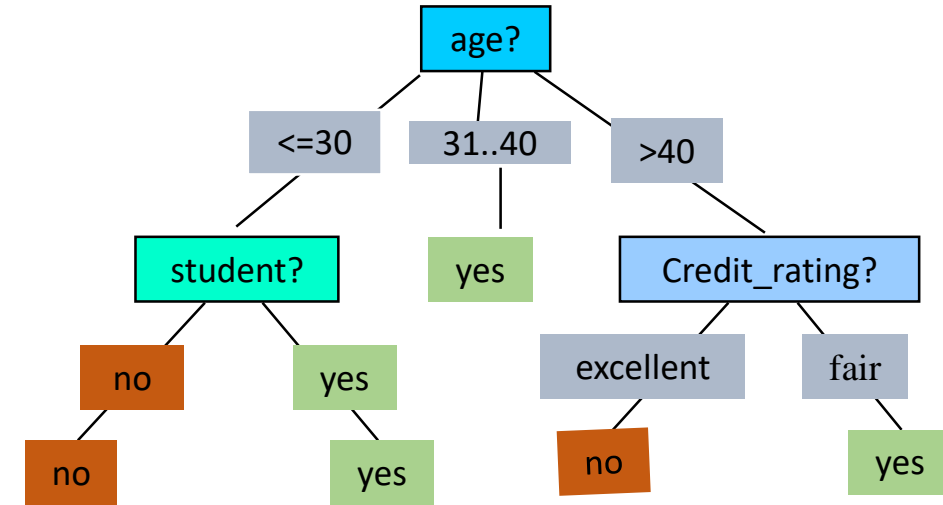 age?
<=30
31..40
>40
student?
yes
Credit_rating?
no
yes
excellent
fair
no
yes
no
yes